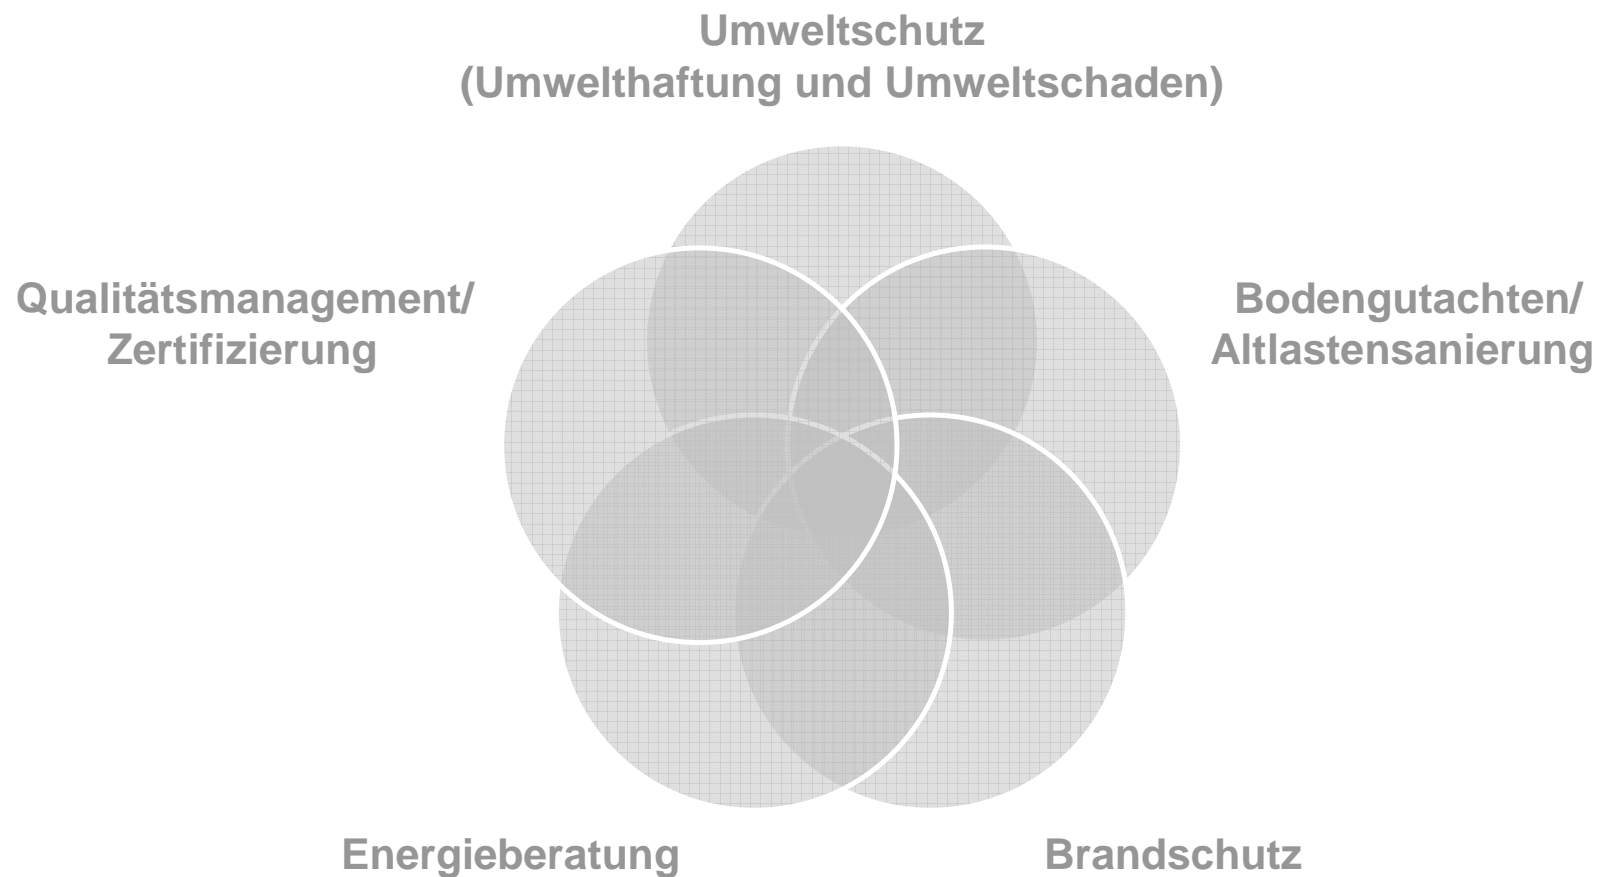 Umweltschutz
(Umwelthaftung und Umweltschaden)
Qualitätsmanagement/
Zertifizierung
Bodengutachten/
Altlastensanierung
Energieberatung
Brandschutz